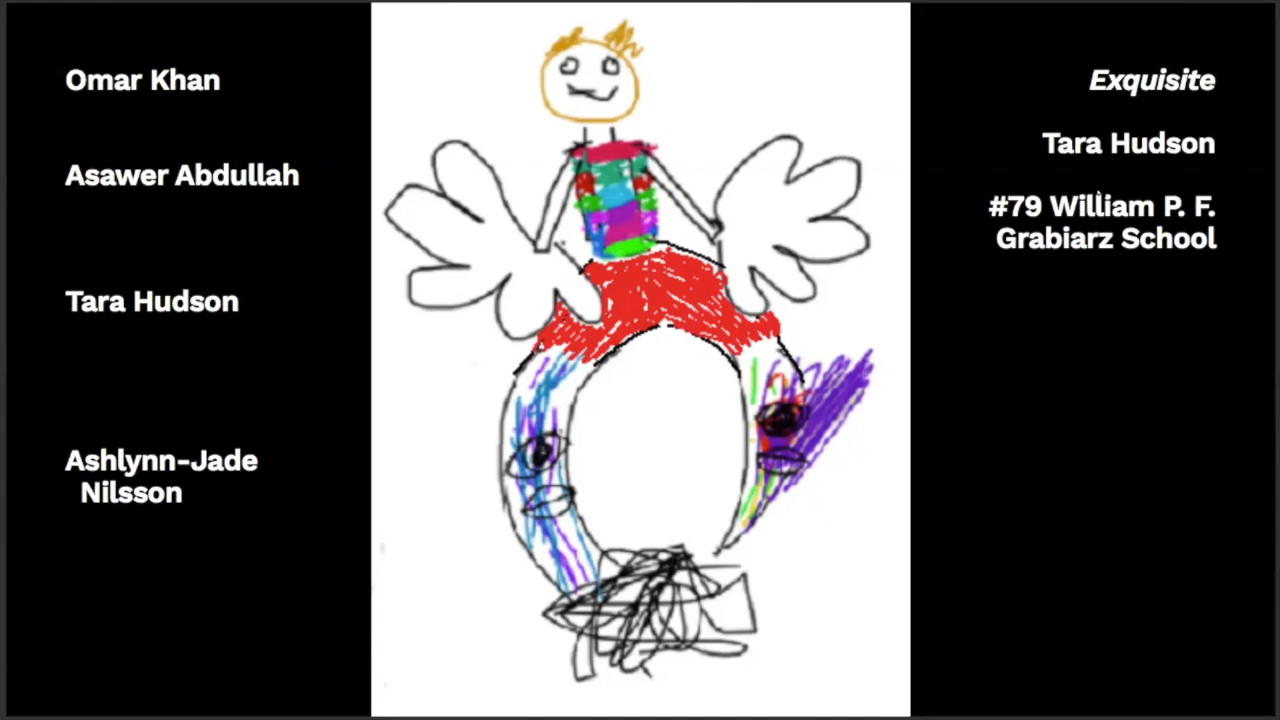 Omar Khan
Asawer Abdullah
Tara Hudson
Ashlynn-Jade
Nilsson
Exquisite
Tara Hudson
#79 William P. F.
Grabiarz School